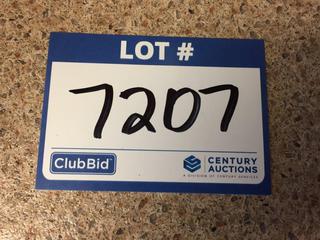 LOT #
7207
ClubBid
CENTURY
AUCTIONS
A DIVISION OF CENTURY SERVICES